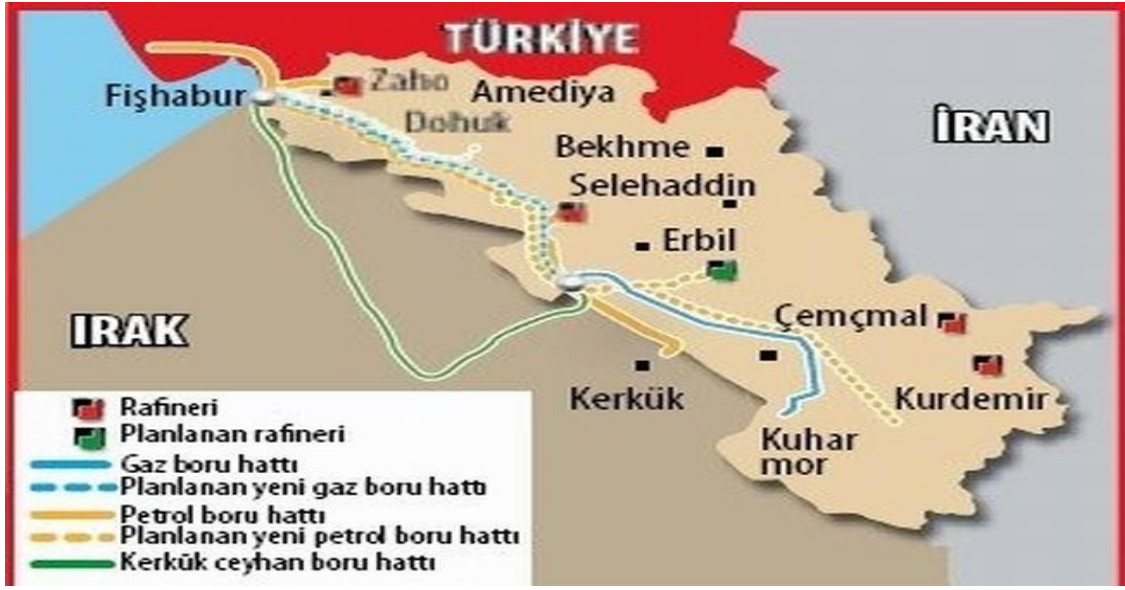 TÜRKİYE
Zaho
Amediya
Fişhabur
Dohuk
İRAN
Bekhme
Selehaddin
Erbil
Çemçmal
IRAK
Kerkük
Kurdemir
Kuhar
mor
Rafineri
Planlanan rafineri
Gaz boru hattı
Planlanan yeni gaz boru hattı
Petrol boru hattı
Planlanan yeni petrol boru hattı
Kerkük ceyhan boru hattı